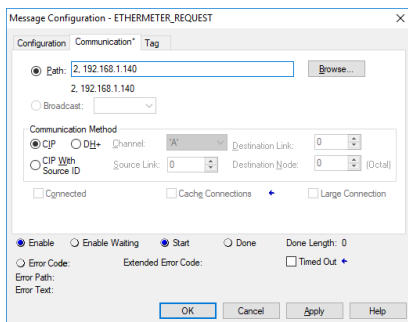 Message Configuration - ETHERMETER_REQUEST
Configuration Communication* Tag
Path: 2, 192.168.1.140 Browse...
2, 192.168.1.140
Broadcast:
Communication Method
CIP DH+ Channel: 'A' Destination Link: 0
CIP With Source ID Source Link: 0 Destination Node: 0 (Octal)
Connected Cache Connections Large Connection
Enable Enable Waiting Start Done Done Length: 0
Error Code: Extended Error Code: Timed Out
Error Path:
Error Text:
OK Cancel Apply Help